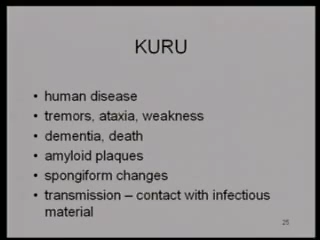 KURU
• human disease
• tremors, ataxia, weakness
• dementia, death
• amyloid plaques
• spongiform changes
• transmission – contact with infectious
material
25